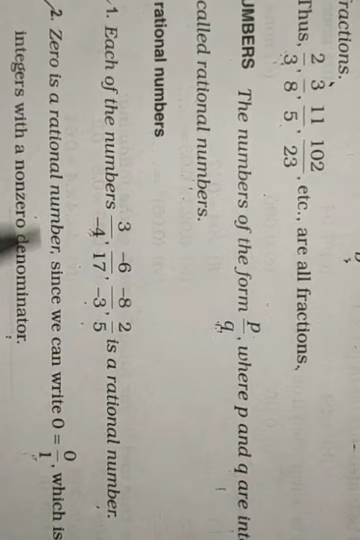 fractions.
Thus, 2/3, 3/8, 11/5, 102/23, etc., are all fractions,
UMBERS The numbers of the form p/q, where p and q are inte
called rational numbers.
rational numbers
1. Each of the numbers 3/-4, -6/17, -8/-3, 2/5 is a rational number.
2. Zero is a rational number, since we can write 0 = 0/1, which is
integers with a nonzero denominator.